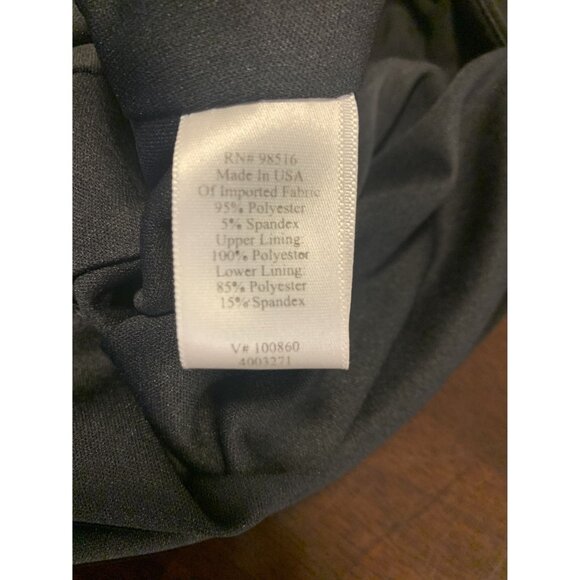 RN# 98516
Made In USA
Of Imported Fabric
95% Polyester
5% Spandex
Upper Lining:
100% Polyester
Lower Lining:
85% Polyester
15% Spandex
V# 100860
4003271